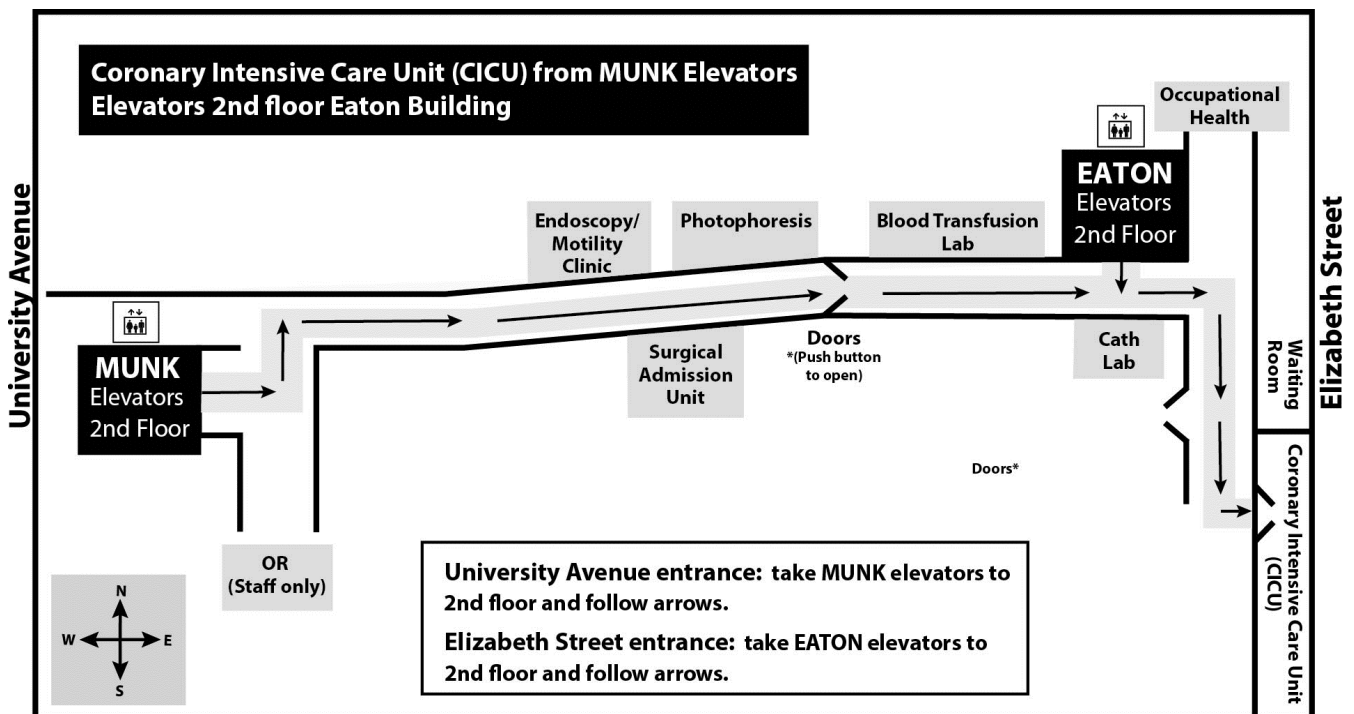 Coronary Intensive Care Unit (CICU) from MUNK Elevators
Elevators 2nd floor Eaton Building
Occupational
Health
EATON
Elevators
2nd Floor
Endoscopy/
Motility
Clinic
Photophoresis
Blood Transfusion
Lab
University Avenue
Elizabeth Street
MUNK
Elevators
2nd Floor
Surgical
Admission
Unit
Doors
*(Push button
to open)
Cath
Lab
Waiting
Room
Doors*
Coronary Intensive Care Unit
(CICU)
OR
(Staff only)
University Avenue entrance: take MUNK elevators to
2nd floor and follow arrows.
Elizabeth Street entrance: take EATON elevators to
2nd floor and follow arrows.
N
W
E
S